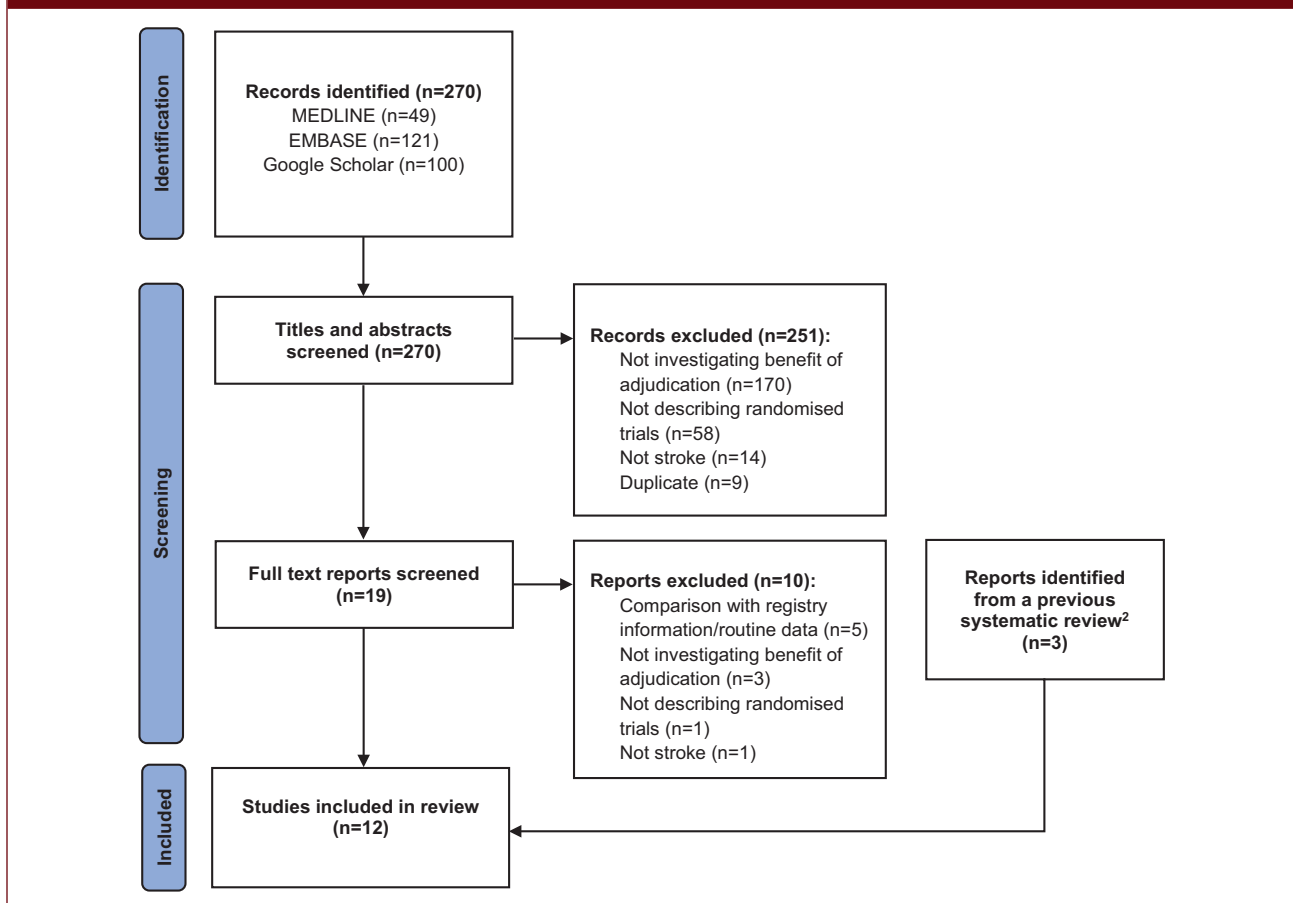 Identification
Records identified (n=270)
MEDLINE (n=49)
EMBASE (n=121)
Google Scholar (n=100)
Screening
Titles and abstracts
screened (n=270)
Records excluded (n=251):
Not investigating benefit of
adjudication (n=170)
Not describing randomised
trials (n=58)
Not stroke (n=14)
Duplicate (n=9)
Full text reports screened
(n=19)
Reports excluded (n=10):
Comparison with registry
information/routine data (n=5)
Not investigating benefit of
adjudication (n=3)
Not describing randomised
trials (n=1)
Not stroke (n=1)
Reports identified
from a previous
systematic review²
(n=3)
Included
Studies included in review
(n=12)